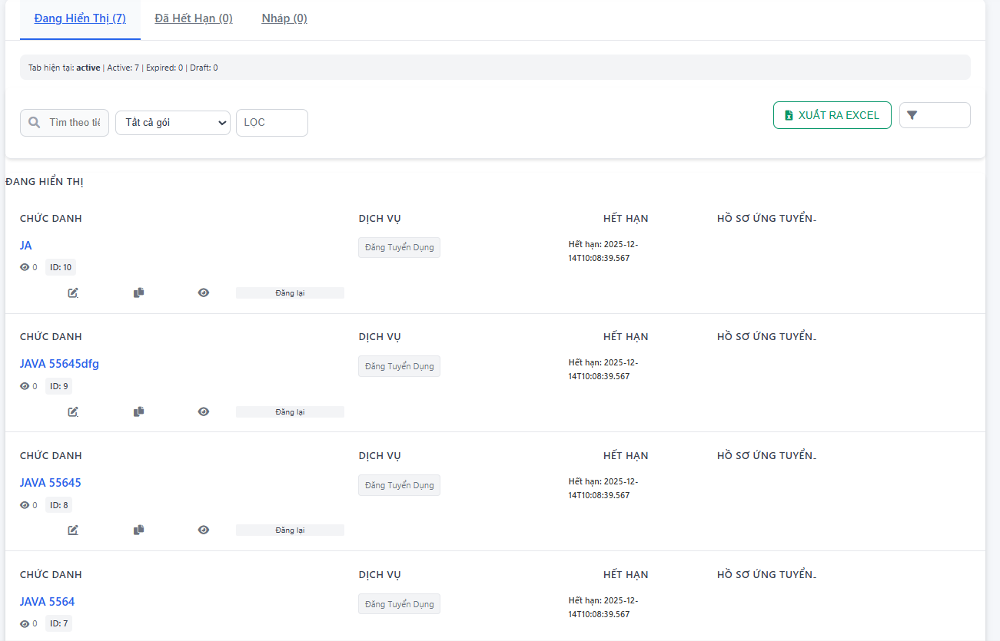 Đang Hiển Thị (7) Đã Hết Hạn (0) Nháp (0)
Tab hiện tại: active | Active: 7 | Expired: 0 | Draft: 0
Tìm theo tiê Tất cả gói LỌC XUẤT RA EXCEL
ĐANG HIỂN THỊ
CHỨC DANH DỊCH VỤ HẾT HẠN HỒ SƠ ỨNG TUYỂN_
JA Đăng Tuyển Dụng Hết hạn: 2025-12-
14T10:08:39.567
0 ID: 10
Đăng lại
CHỨC DANH DỊCH VỤ HẾT HẠN HỒ SƠ ỨNG TUYỂN_
JAVA 55645dfg Đăng Tuyển Dụng Hết hạn: 2025-12-
14T10:08:39.567
0 ID: 9
Đăng lại
CHỨC DANH DỊCH VỤ HẾT HẠN HỒ SƠ ỨNG TUYỂN_
JAVA 55645 Đăng Tuyển Dụng Hết hạn: 2025-12-
14T10:08:39.567
0 ID: 8
Đăng lại
CHỨC DANH DỊCH VỤ HẾT HẠN HỒ SƠ ỨNG TUYỂN_
JAVA 5564 Đăng Tuyển Dụng Hết hạn: 2025-12-
14T10:08:39.567
0 ID: 7